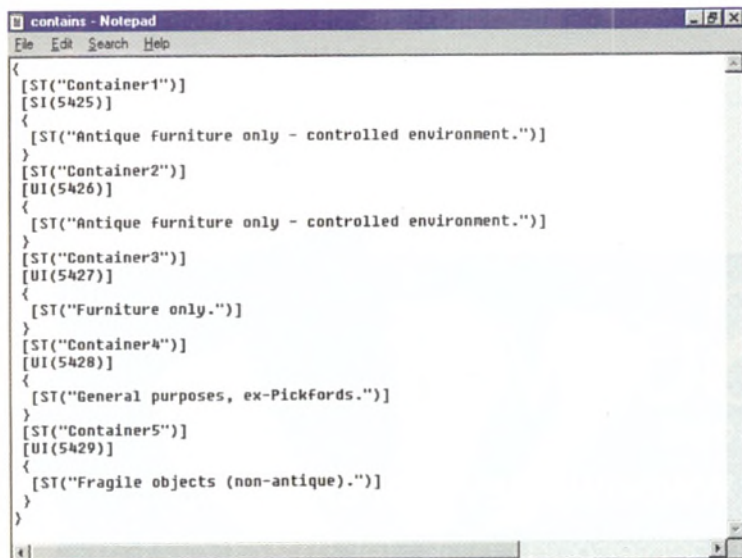 contains - Notepad
File Edit Search Help
{
[ST("Container1")]
[SI(5425)]
{
[ST("Antique furniture only - controlled environment.")]
}
[ST("Container2")]
[UI(5426)]
{
[ST("Antique furniture only - controlled environment.")]
}
[ST("Container3")]
[UI(5427)]
{
[ST("Furniture only.")]
}
[ST("Container4")]
[UI(5428)]
{
[ST("General purposes, ex-Pickfords.")]
}
[ST("Container5")]
[UI(5429)]
{
[ST("Fragile objects (non-antique).")]
}
}